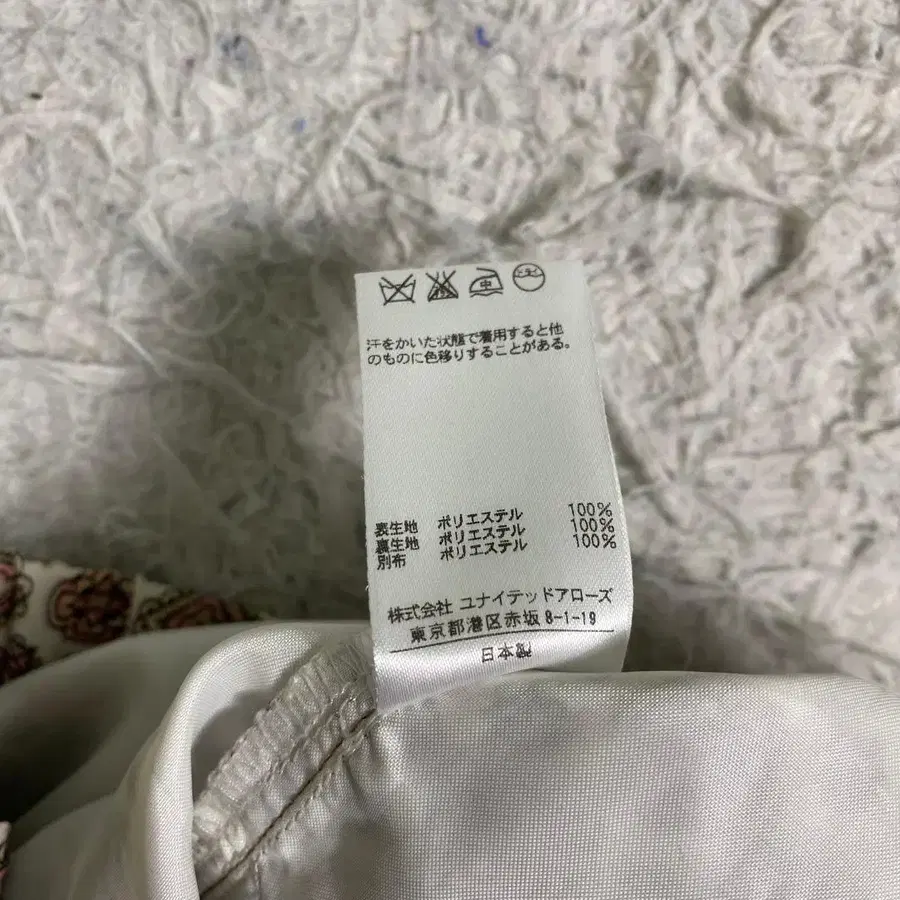 中
汗をかいた状態で着用すると他
のものに色移りすることがある。
表生地 ポリエステル 100%
裏生地 ポリエステル 100%
別布 ポリエステル 100%
株式会社 ユナイテッドアローズ
東京都港区赤坂 8-1-19
日本製